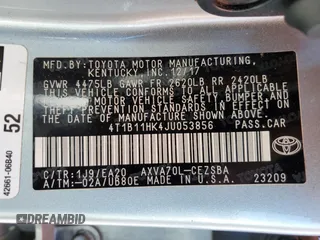 MFD.BY:TOYOTA MOTOR MANUFACTURING,
KENTUCKY, INC. 12/17
GVWR 4475LB GAWR FR 2620LB RR 2420LB
THIS VEHICLE CONFORMS TO ALL APPLICABLE
FEDERAL MOTOR VEHICLE SAFETY, BUMPER AND
THEFT PREVENTION STANDARDS IN EFFECT ON
THE DATE OF MANUFACTURE SHOWN ABOVE.
4T1B11HK4JU053856 PASS.CAR
C/TR:1J9/EA20 AXVA70L-CEZSBA
A/TM:-02A/U680E MADE IN U.S.A.
23209
TOYOTA
52
42661-06840
DREAMBID